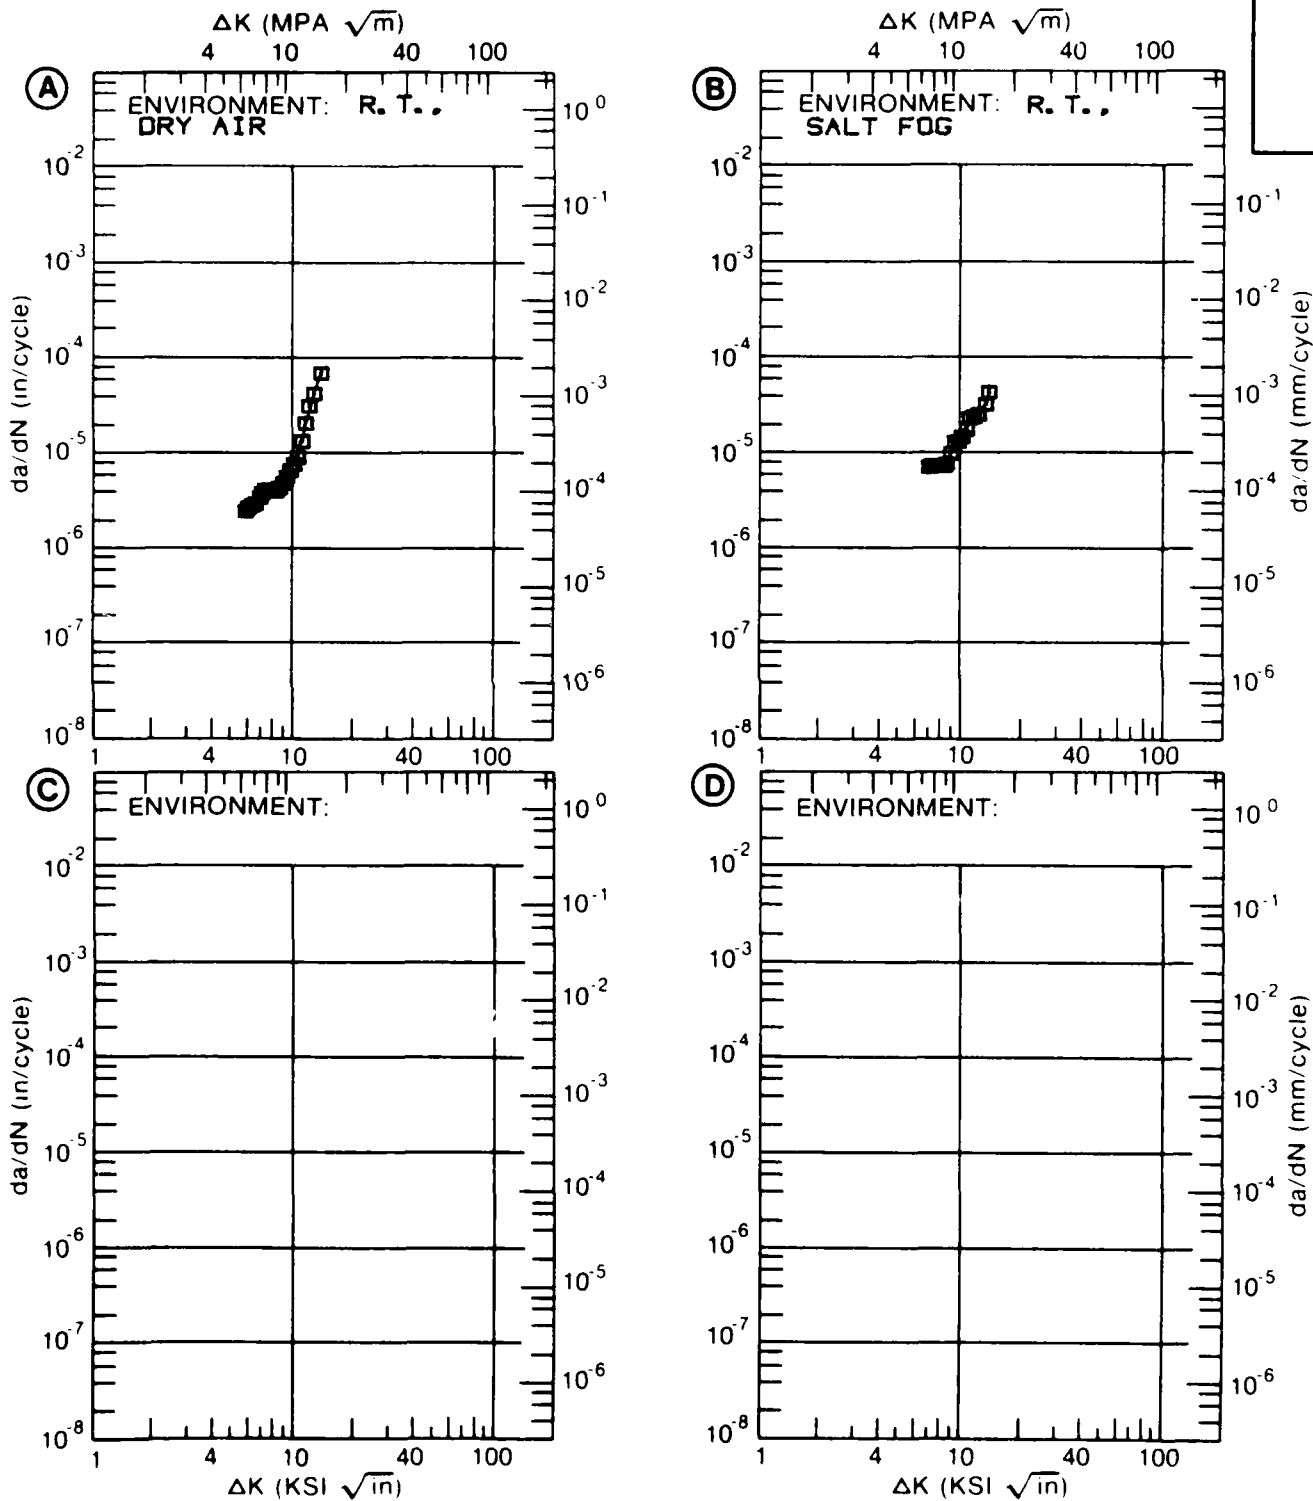 ΔK (MPA √m) ΔK (MPA √m)
4 10 40 100 4 10 40 100
A ENVIRONMENT: R. T., B ENVIRONMENT: R. T.,
DRY AIR SALT FOG
10^0
10^-2 10^-2
10^-1 10^-1
10^-3 10^-3
10^-2 10^-2
10^-4 10^-4
10^-3 10^-3
10^-5 10^-5
10^-4 10^-4
10^-6 10^-6
10^-5 10^-5
10^-7 10^-7
10^-6 10^-6
10^-8 10^-8
da/dN (in/cycle) da/dN (mm/cycle)
1 4 10 40 100 1 4 10 40 100
C ENVIRONMENT: D ENVIRONMENT:
10^0 10^0
10^-2 10^-2
10^-1 10^-1
10^-3 10^-3
10^-2 10^-2
10^-4 10^-4
10^-3 10^-3
10^-5 10^-5
10^-4 10^-4
10^-6 10^-6
10^-5 10^-5
10^-7 10^-7
10^-6 10^-6
10^-8 10^-8
da/dN (in/cycle) da/dN (mm/cycle)
1 4 10 40 100 1 4 10 40 100
ΔK (KSI √in) ΔK (KSI √in)